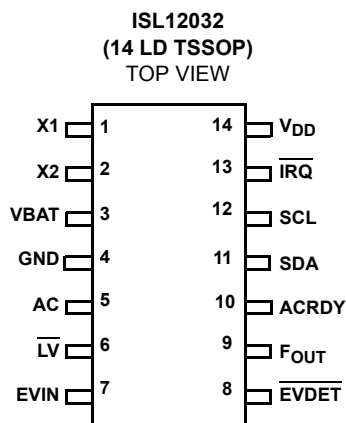 ISL12032
(14 LD TSSOP)
TOP VIEW
X1 1 14 VDD
X2 2 13 IRQ
VBAT 3 12 SCL
GND 4 11 SDA
AC 5 10 ACRDY
LV 6 9 FOUT
EVIN 7 8 EVDET